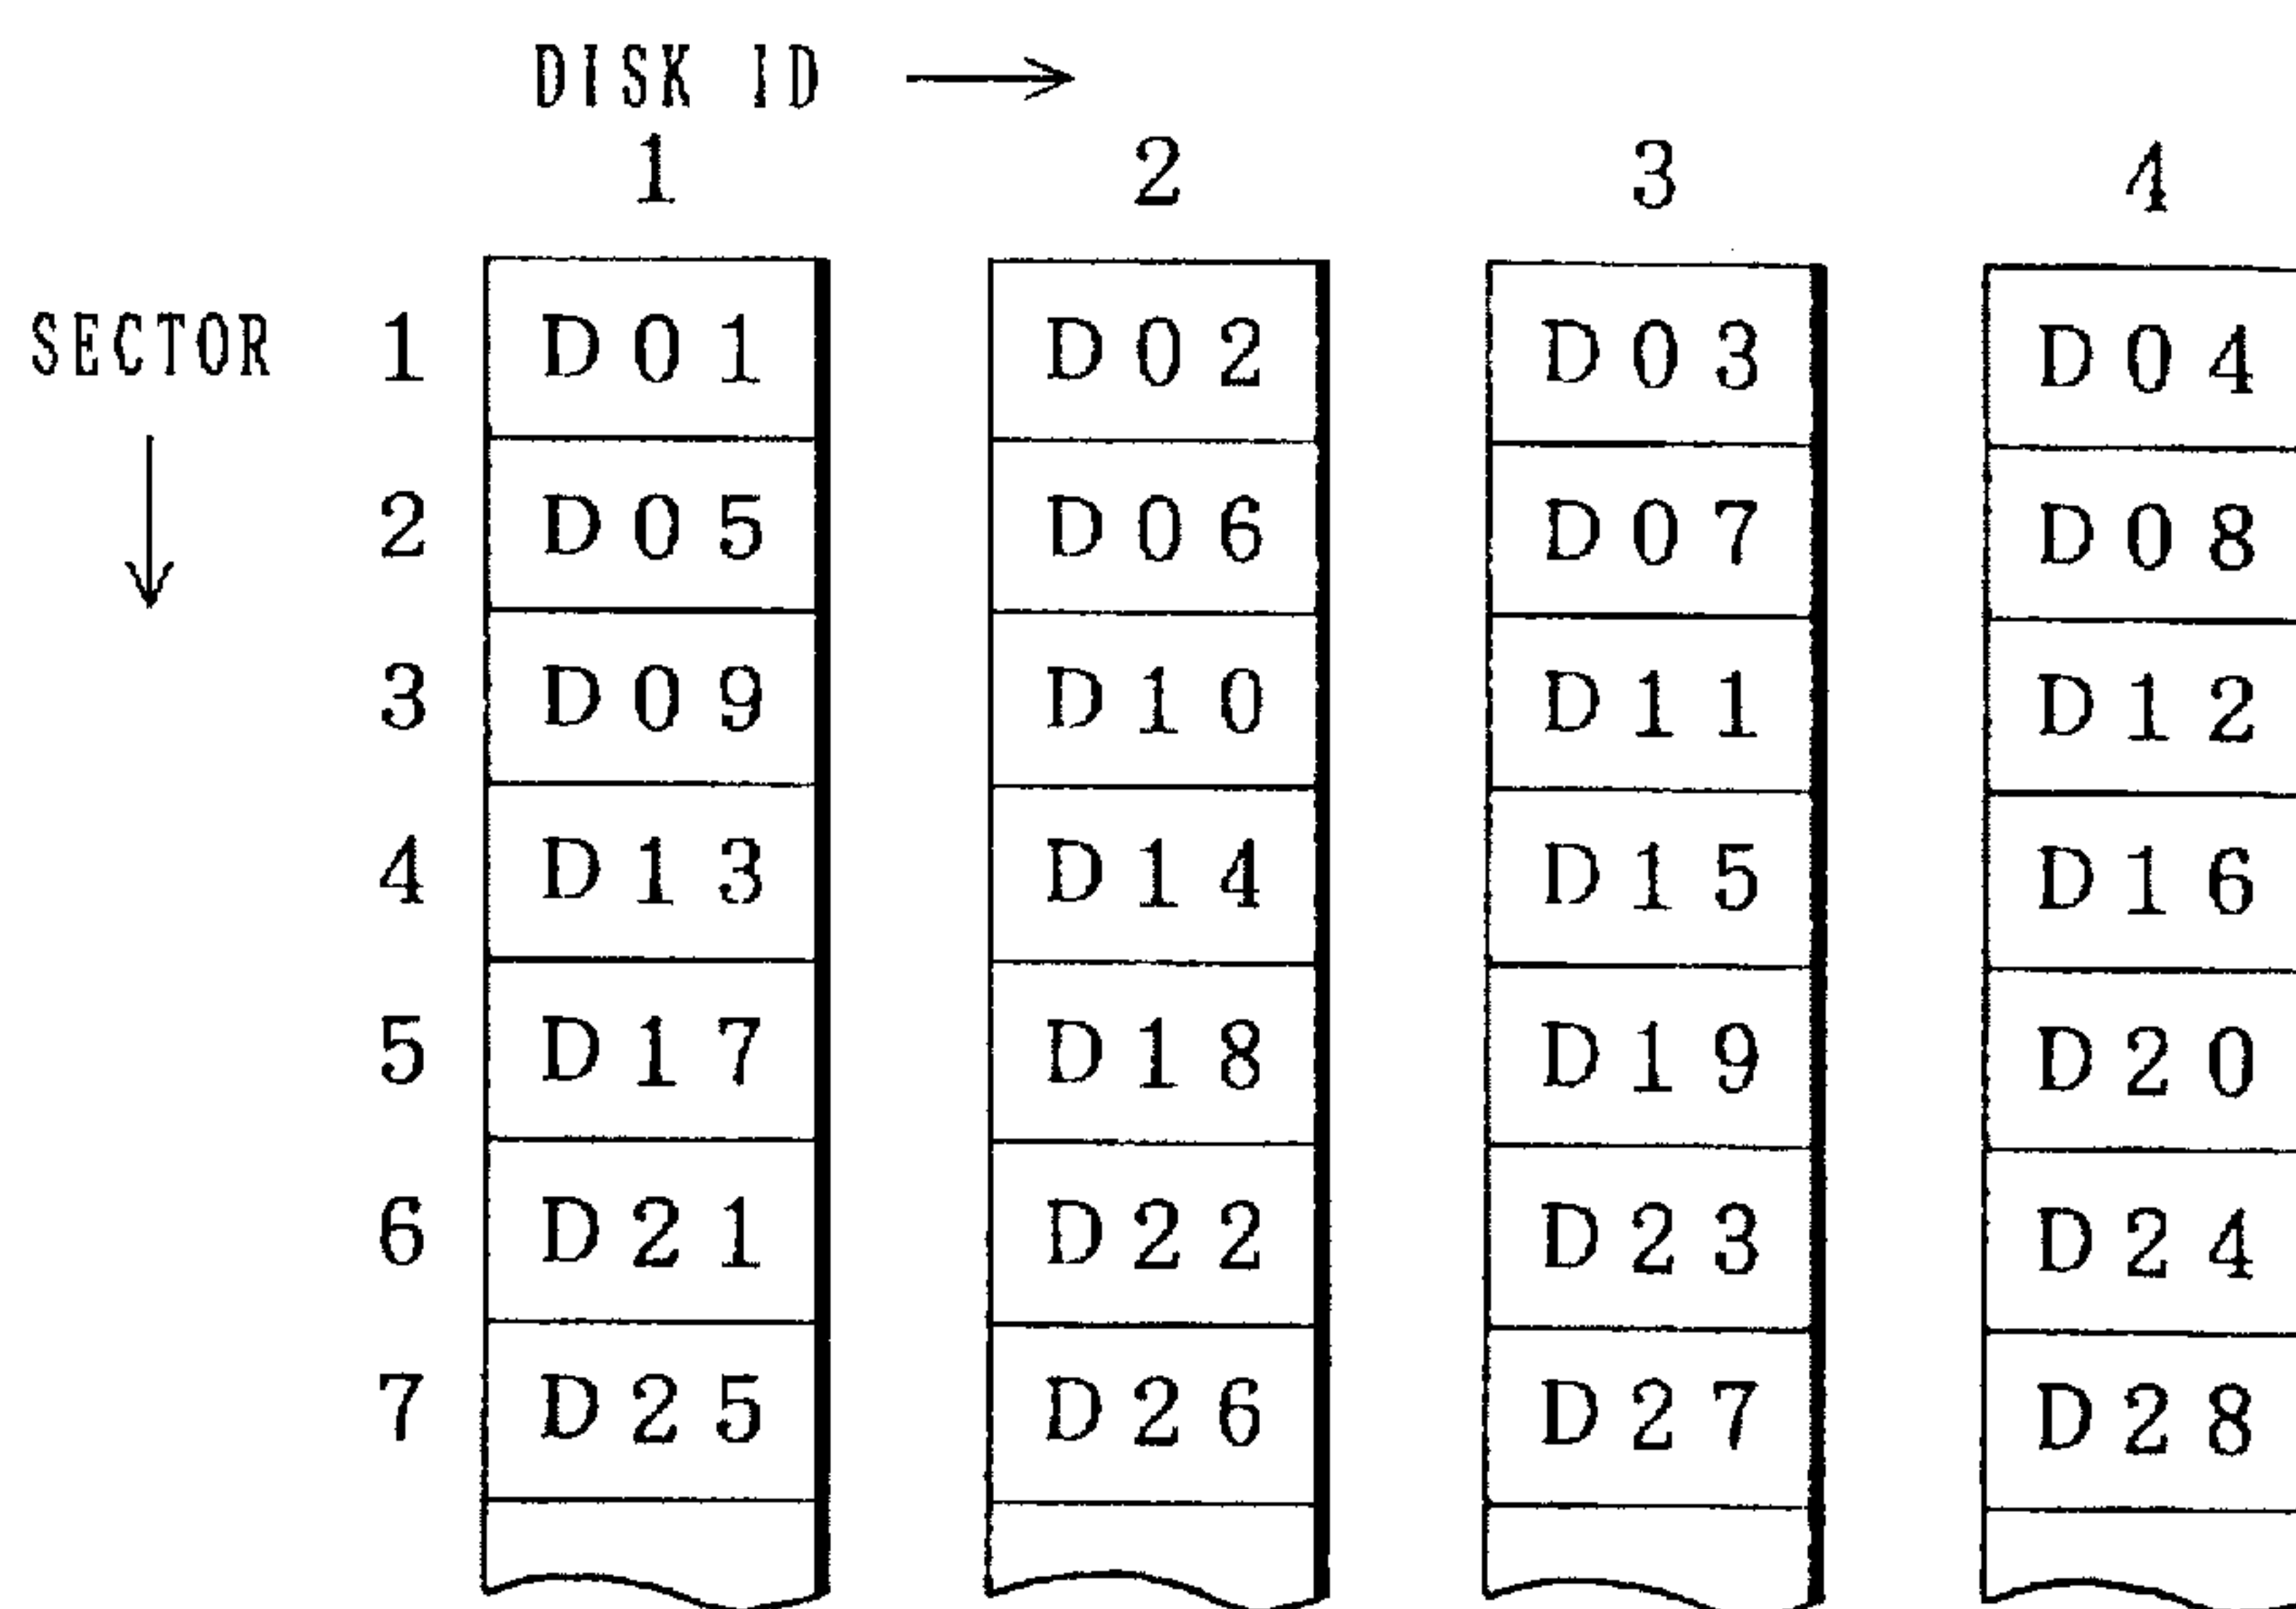 DISK ID
1 2 3 4
SECTOR 1 D01 D02 D03 D04
2 D05 D06 D07 D08
3 D09 D10 D11 D12
4 D13 D14 D15 D16
5 D17 D18 D19 D20
6 D21 D22 D23 D24
7 D25 D26 D27 D28